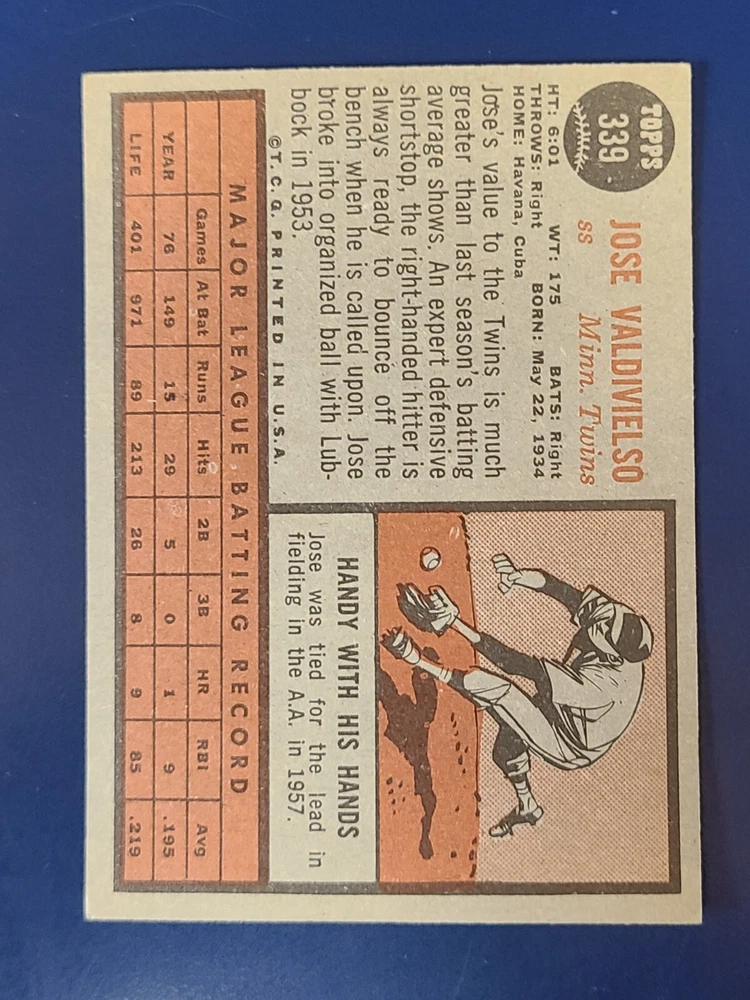 TOPPS
339
JOSE VALDIVIELSO
SS Minn. Twins
HT: 6:01 WT: 175 BATS: Right
THROWS: Right BORN: May 22, 1934
HOME: Havana, Cuba
Jose's value to the Twins is much
greater than last season's batting
average shows. An expert defensive
shortstop, the right-handed hitter is
always ready to bounce off the
bench when he is called upon. Jose
broke into organized ball with Lub-
bock in 1953.
©T.C.G. PRINTED IN U.S.A.
HANDY WITH HIS HANDS
Jose was tied for the lead in
fielding in the A.A. in 1957.
MAJOR LEAGUE BATTING RECORD
Games At Bat Runs Hits 2B 3B HR RBI Avg
YEAR 76 149 15 29 5 0 1 9 .195
LIFE 401 971 89 213 26 8 9 85 .219